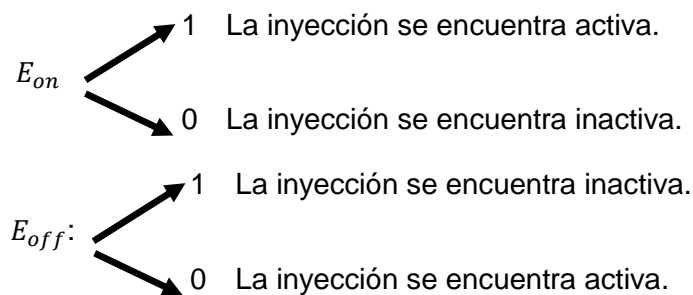 1 La inyección se encuentra activa.
E_on
0 La inyección se encuentra inactiva.
1 La inyección se encuentra inactiva.
E_off:
0 La inyección se encuentra activa.